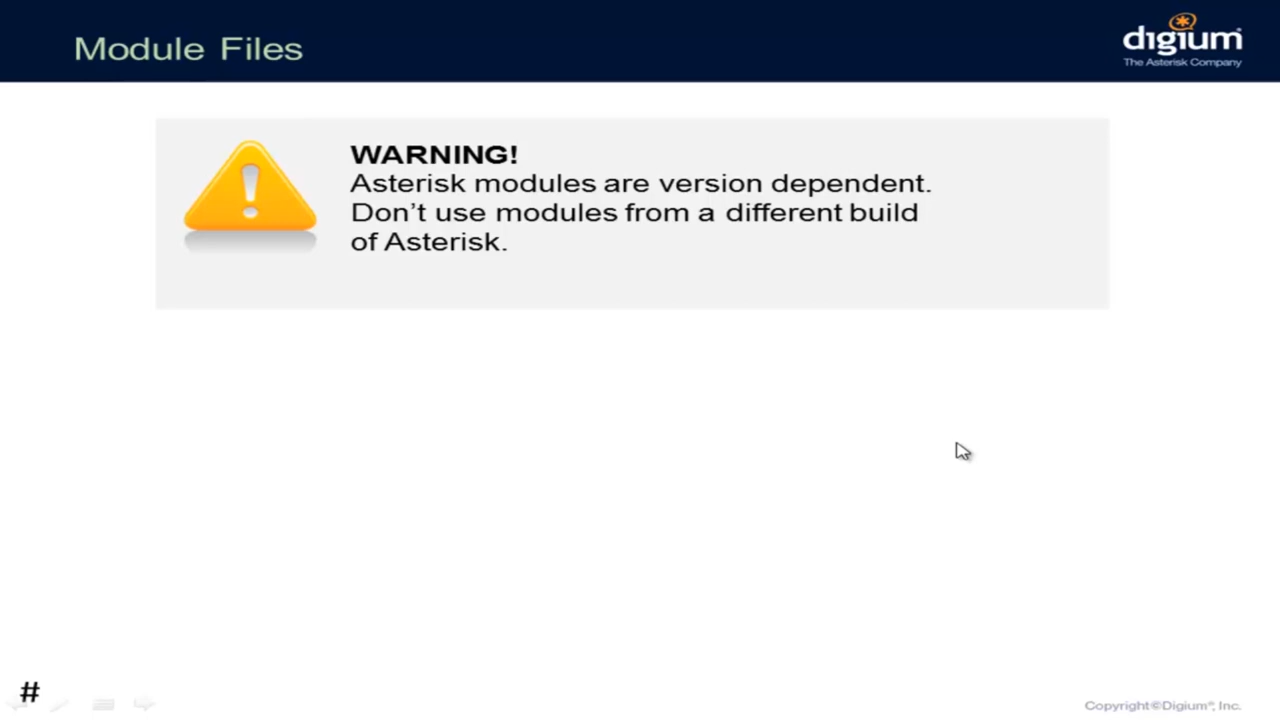 Module Files
digium®
The Asterisk Company
WARNING!
Asterisk modules are version dependent.
Don’t use modules from a different build
of Asterisk.
#
Copyright©Digium®, Inc.